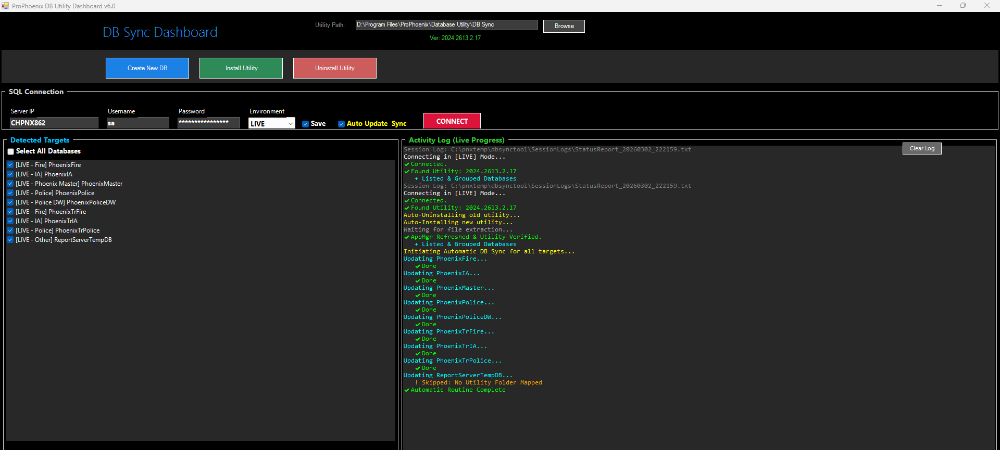 ProPhoenix DB Utility Dashboard v6.0
DB Sync Dashboard
Utility Path:
D:\Program Files\ProPhoenix\Database Utility\DB Sync
Browse
Ver: 2024.2613.2.17
Create New DB
Install Utility
Uninstall Utility
SQL Connection
Server IP
Username
Password
Environment
CHPNX862
sa
****************
LIVE
Save
Auto Update Sync
CONNECT
Detected Targets
Select All Databases
[LIVE - Fire] PhoenixFire
[LIVE - IA] PhoenixIA
[LIVE - Phoenix Master] PhoenixMaster
[LIVE - Police] PhoenixPolice
[LIVE - Police DW] PhoenixPoliceDW
[LIVE - Fire] PhoenixTrFire
[LIVE - IA] PhoenixTrIA
[LIVE - Police] PhoenixTrPolice
[LIVE - Other] ReportServerTempDB
Activity Log (Live Progress)
Clear Log
Session Log: C:\pnxtemp\dbsynctool\SessionLogs\StatusReport_20260302_222159.txt
Connecting in [LIVE] Mode...
✔ Connected.
✔ Found Utility: 2024.2613.2.17
+ Listed & Grouped Databases
Session Log: C:\pnxtemp\dbsynctool\SessionLogs\StatusReport_20260302_222159.txt
Connecting in [LIVE] Mode...
✔ Connected.
✔ Found Utility: 2024.2613.2.17
Auto-Uninstalling old utility...
Auto-Installing new utility...
Waiting for file extraction...
✔ AppMgr Refreshed & Utility Verified.
+ Listed & Grouped Databases
Initiating Automatic DB Sync for all targets...
Updating PhoenixFire...
✔ Done
Updating PhoenixIA...
✔ Done
Updating PhoenixMaster...
✔ Done
Updating PhoenixPolice...
✔ Done
Updating PhoenixPoliceDW...
✔ Done
Updating PhoenixTrFire...
✔ Done
Updating PhoenixTrIA...
✔ Done
Updating PhoenixTrPolice...
✔ Done
Updating ReportServerTempDB...
! Skipped: No Utility Folder Mapped
✔ Automatic Routine Complete